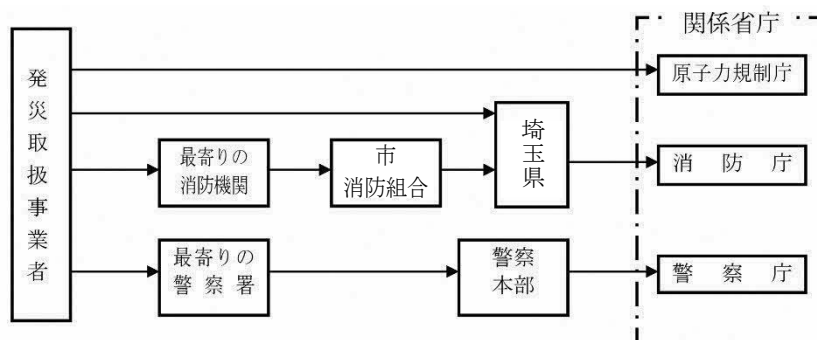 関係省庁
発災取扱事業者
原子力規制庁
埼玉県
最寄りの
消防機関
市
消防組合
消防庁
最寄りの
警察署
警察
本部
警察庁